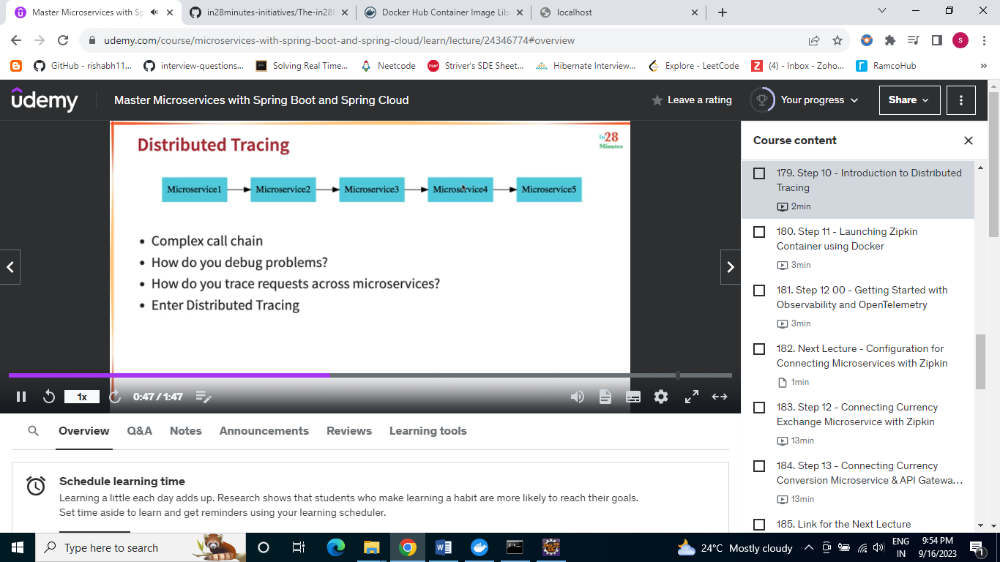 Master Microservices with Sp
in28minutes-initiatives/The-in28
Docker Hub Container Image Lib
localhost
udemy.com/course/microservices-with-spring-boot-and-spring-cloud/learn/lecture/24346774#overview
S
GitHub - rishabh11...
interview-questions...
Solving Real Time...
Neetcode
TUF
Striver's SDE Sheet...
Hibernate Interview...
Explore - LeetCode
(4) - Inbox - Zoho...
RamcoHub
»
ûdemy
Master Microservices with Spring Boot and Spring Cloud
Leave a rating
Your progress
Share
Distributed Tracing
In28
Minutes
Microservice1
Microservice2
Microservice3
Microservice4
Microservice5
• Complex call chain
• How do you debug problems?
• How do you trace requests across microservices?
• Enter Distributed Tracing
1x
0:47 / 1:47
Course content
179. Step 10 - Introduction to Distributed
Tracing
2min
180. Step 11 - Launching Zipkin
Container using Docker
3min
181. Step 12 00 - Getting Started with
Observability and OpenTelemetry
3min
182. Next Lecture - Configuration for
Connecting Microservices with Zipkin
1min
183. Step 12 - Connecting Currency
Exchange Microservice with Zipkin
13min
184. Step 13 - Connecting Currency
Conversion Microservice & API Gatewa...
13min
185. Link for the Next Lecture
Overview
Q&A
Notes
Announcements
Reviews
Learning tools
Schedule learning time
Learning a little each day adds up. Research shows that students who make learning a habit are more likely to reach their goals.
Set time aside to learn and get reminders using your learning scheduler.
Type here to search
24°C Mostly cloudy
ENG
IN
9:54 PM
9/16/2023
1